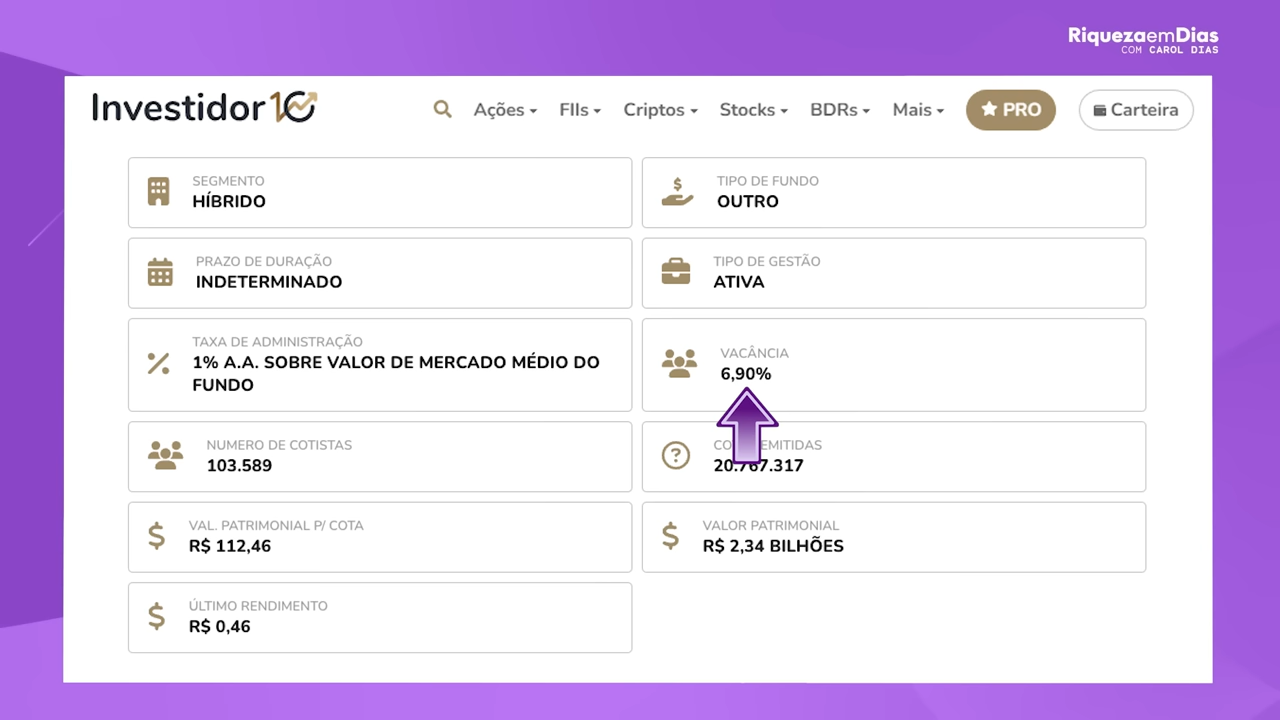 RiquezaemDias
COM CAROL DIAS
Investidor10
Ações
FIIs
Criptos
Stocks
BDRs
Mais
PRO
Carteira
SEGMENTO
HÍBRIDO
TIPO DE FUNDO
OUTRO
PRAZO DE DURAÇÃO
INDETERMINADO
TIPO DE GESTÃO
ATIVA
TAXA DE ADMINISTRAÇÃO
1% A.A. SOBRE VALOR DE MERCADO MÉDIO DO
FUNDO
VACÂNCIA
6,90%
NUMERO DE COTISTAS
103.589
EMITIDAS
20.767.317
VAL. PATRIMONIAL P/ COTA
R$ 112,46
VALOR PATRIMONIAL
R$ 2,34 BILHÕES
ÚLTIMO RENDIMENTO
R$ 0,46